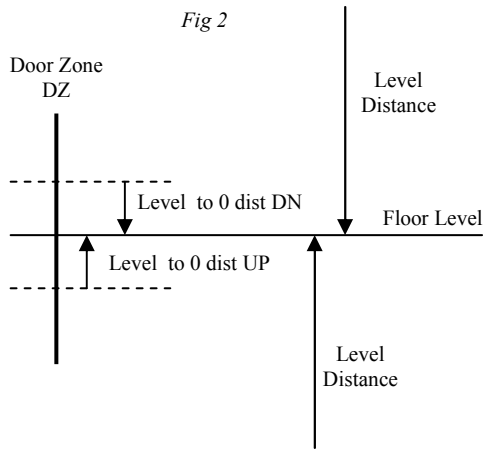 Fig 2
Door Zone
DZ
Level
Distance
Level to 0 dist DN
Floor Level
Level to 0 dist UP
Level
Distance